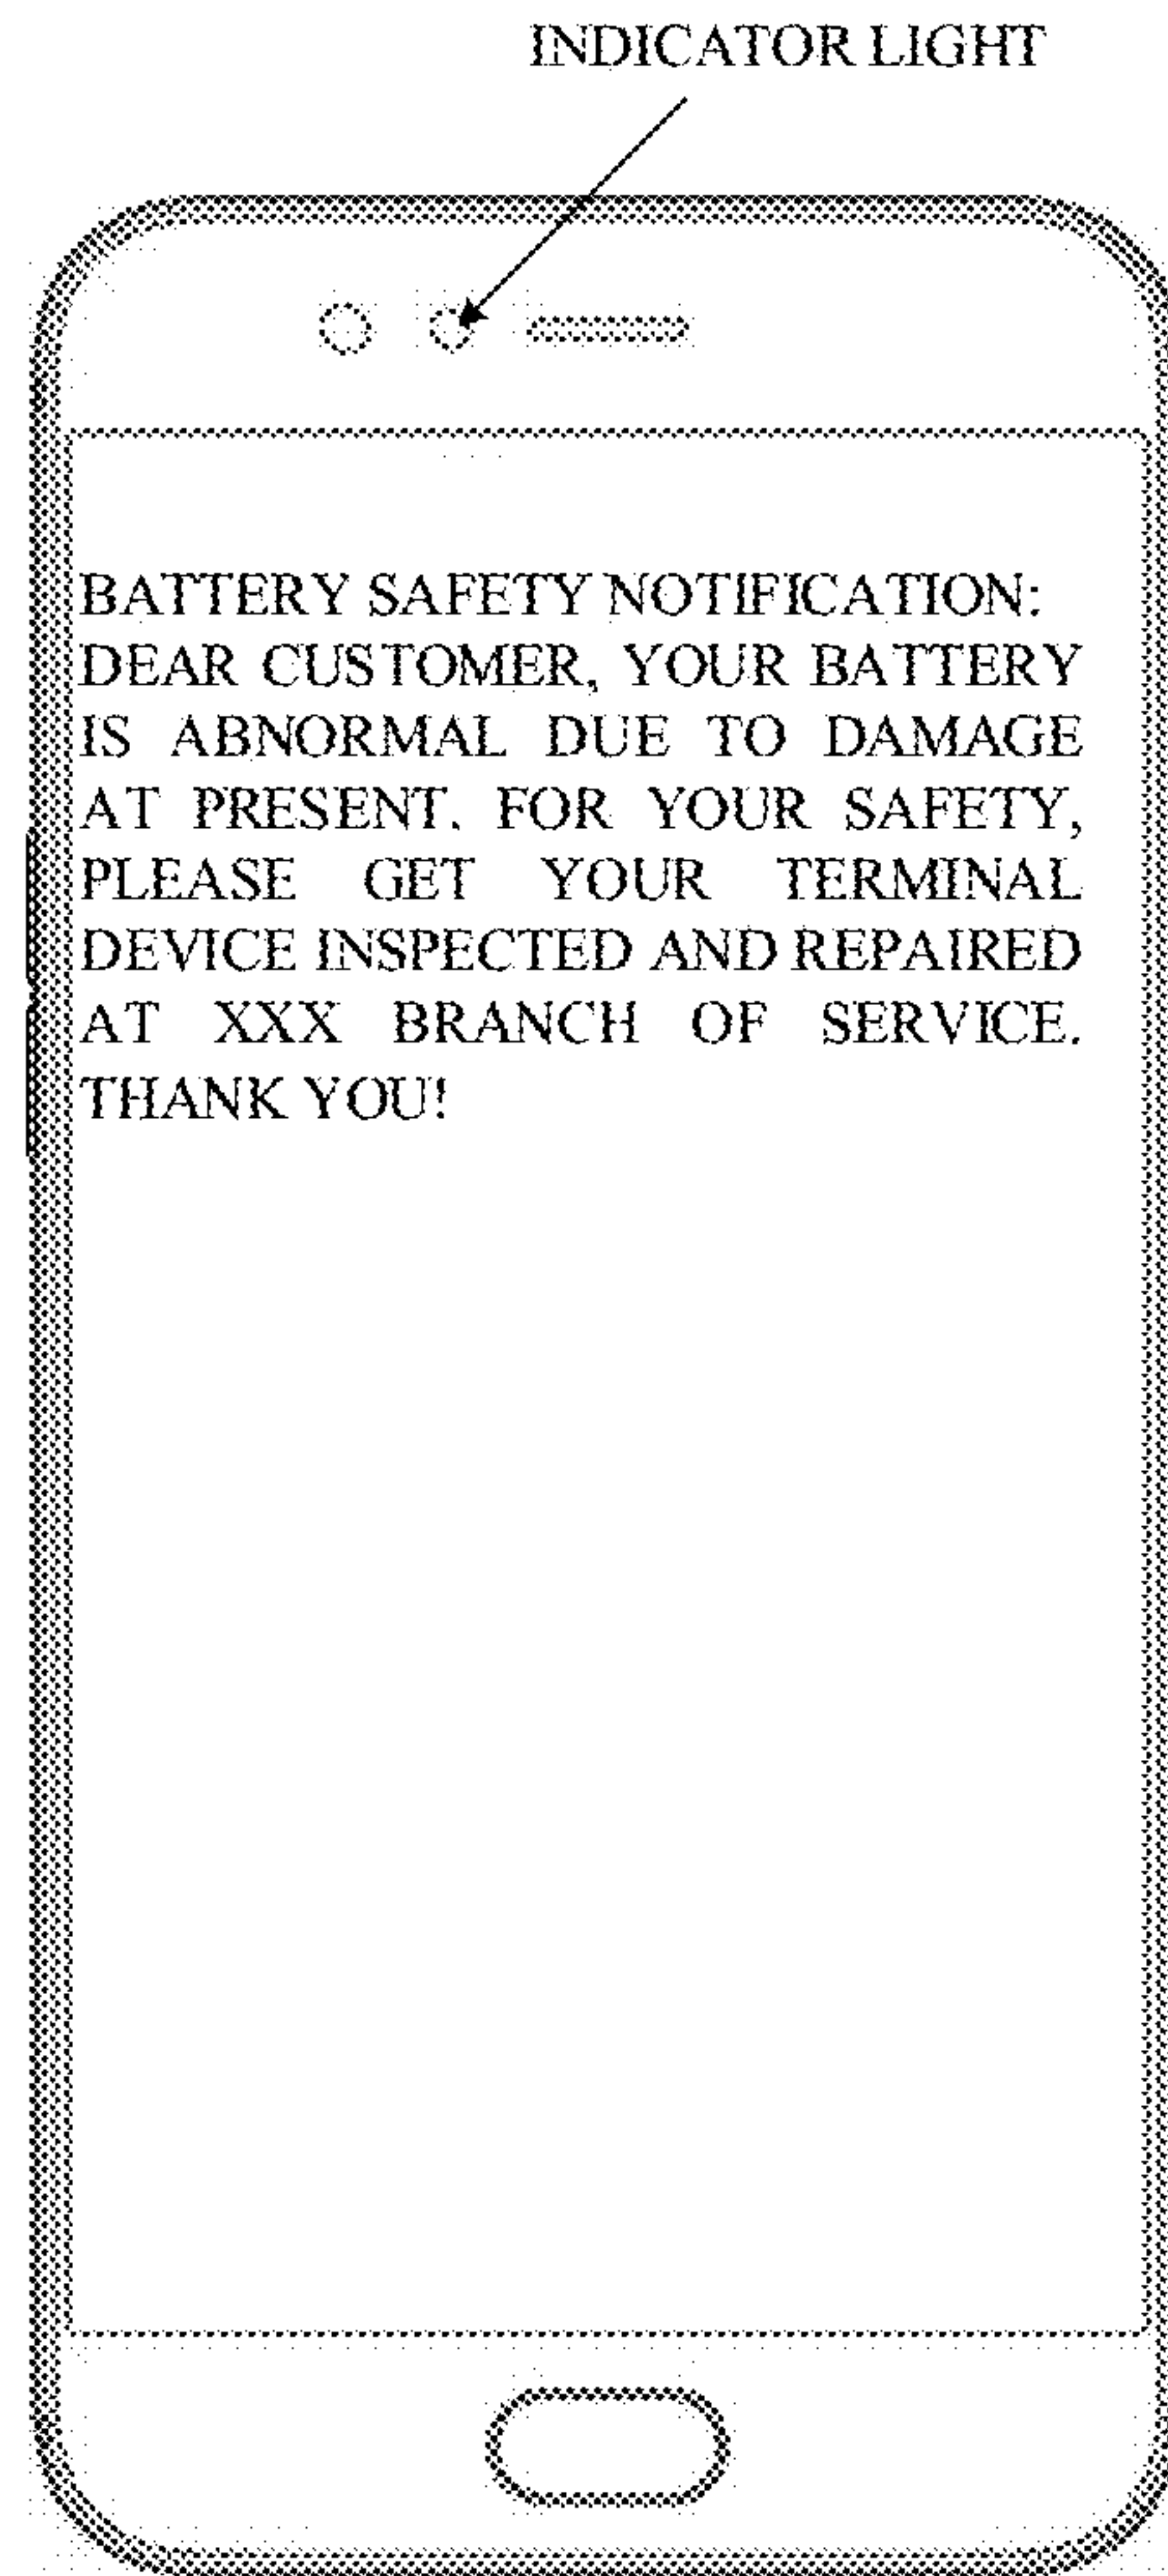 INDICATOR LIGHT
BATTERY SAFETY NOTIFICATION:
DEAR CUSTOMER, YOUR BATTERY
IS ABNORMAL DUE TO DAMAGE
AT PRESENT. FOR YOUR SAFETY,
PLEASE GET YOUR TERMINAL
DEVICE INSPECTED AND REPAIRED
AT XXX BRANCH OF SERVICE.
THANK YOU!